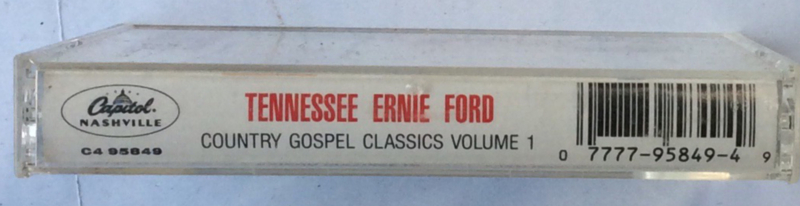 Capitol.
NASHVILLE
C4 95849
TENNESSEE ERNIE FORD
COUNTRY GOSPEL CLASSICS VOLUME 1
0 7777-95849-4 9